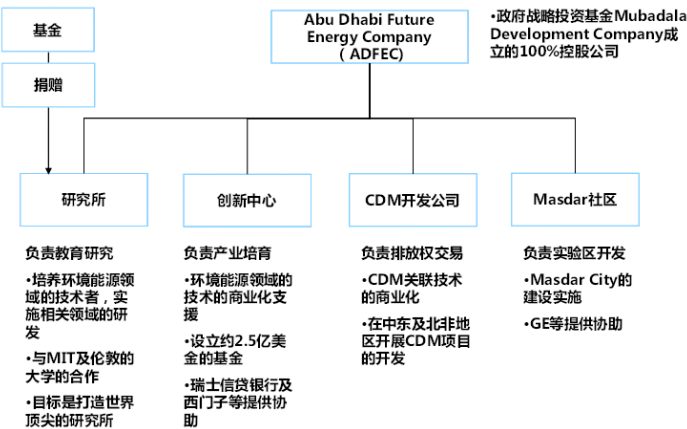 基金
捐赠
Abu Dhabi Future
Energy Company
( ADFEC)
•政府战略投资基金Mubadala
Development Company成
立的100%控股公司
研究所
创新中心
CDM开发公司
Masdar社区
负责教育研究
•培养环境能源领
域的技术者，实
施相关领域的研
发
•与MIT及伦敦的
大学的合作
•目标是打造世界
顶尖的研究所
负责产业培育
•环境能源领域的
技术的商业化支
援
•设立约2.5亿美
金的基金
•瑞士信贷银行及
西门子等提供协
助
负责排放权交易
•CDM关联技术
的商业化
•在中东及北非地
区开展CDM项目
的开发
负责实验区开发
•Masdar City的
建设实施
•GE等提供协助